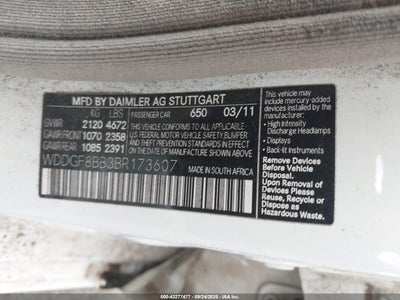 MFD BY DAIMLER AG STUTTGART
KG LBS
GVWR 2120 4672
GAWR FRONT 1070 2358
GAWR REAR 1085 2391
PASSENGER CAR 650 03/11
THIS VEHICLE CONFORMS TO ALL APPLICABLE
U.S. FEDERAL MOTOR VEHICLE SAFETY, BUMPER
AND THEFT PREVENTION STANDARDS
IN EFFECT ON THE DATE OF
MANUFACTURE SHOWN ABOVE.
WDDGF8BB3BR173607
MADE IN SOUTH AFRICA
This vehicle may include
mercury-added
devices installed
by the manufacturer:
• High Intensity
Headlamps
• Displays
• Back-lit Instruments
Remove Devices
Before Vehicle Disposal
Upon Removal of
Devices Please
Reuse, Recycle
or Dispose as
Hazardous Waste
000-43277477 - 09/24/2025 - IAAI